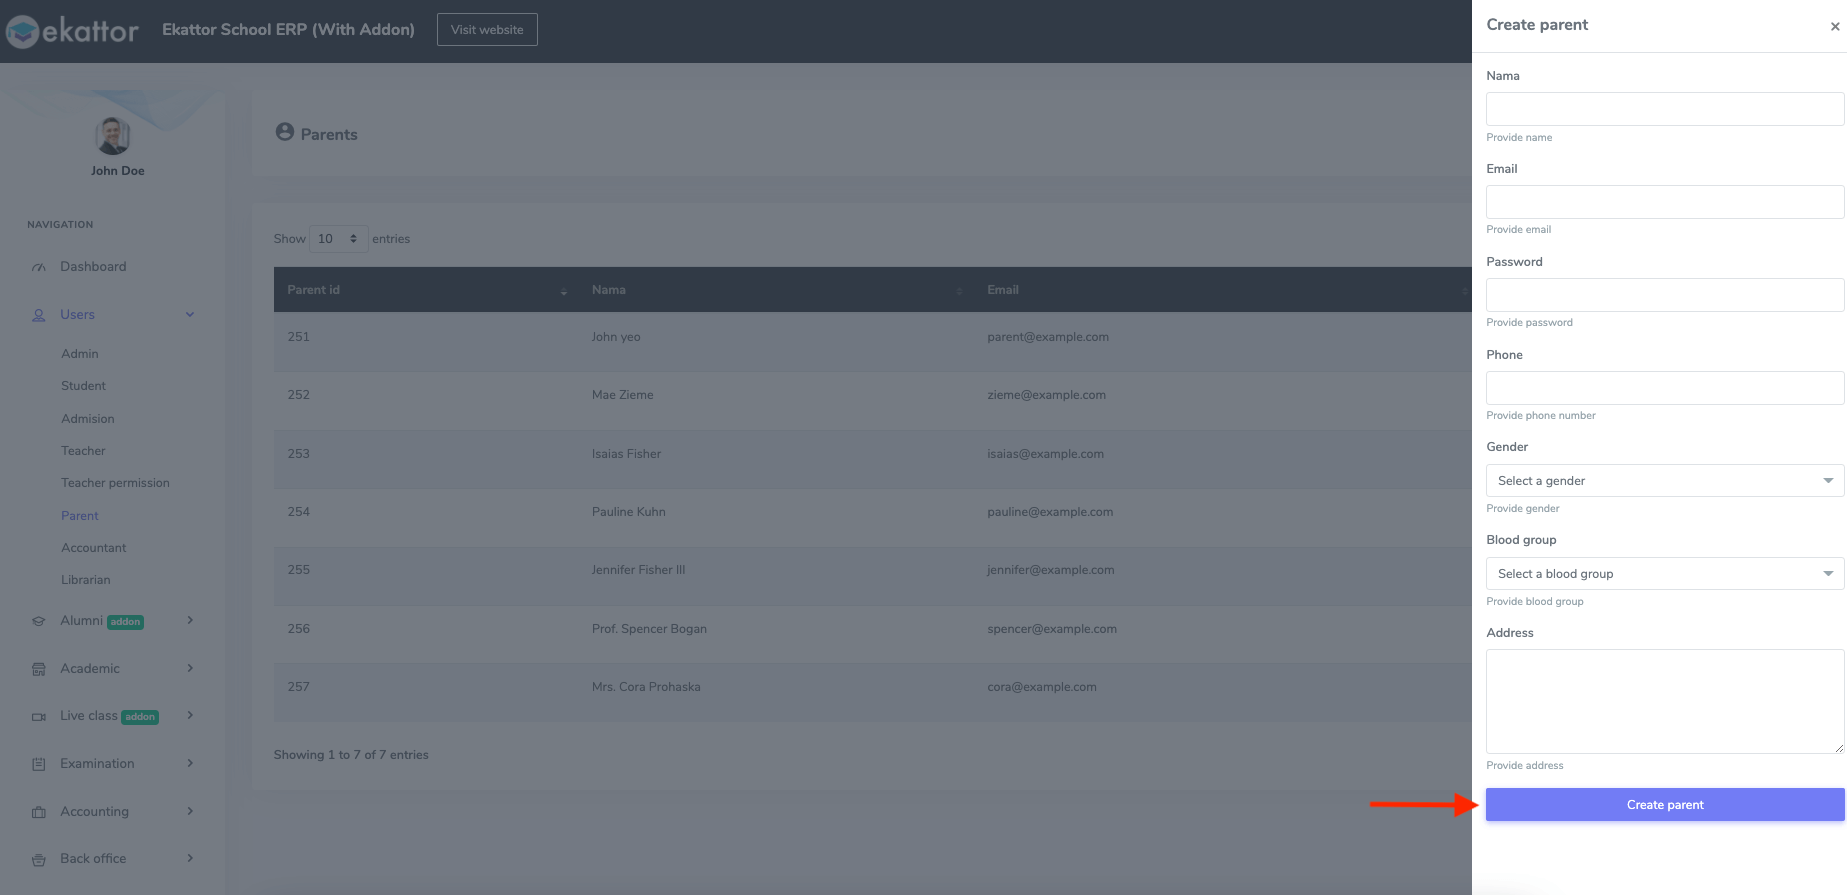 ekattor
Ekattor School ERP (With Addon)
Visit website
John Doe
NAVIGATION
Dashboard
Users
Admin
Student
Admision
Teacher
Teacher permission
Parent
Accountant
Librarian
Alumni addon
Academic
Live class addon
Examination
Accounting
Back office
Parents
Show 10 entries
Parent id Nama Email
251 John yeo parent@example.com
252 Mae Zieme zieme@example.com
253 Isaias Fisher isaias@example.com
254 Pauline Kuhn pauline@example.com
255 Jennifer Fisher III jennifer@example.com
256 Prof. Spencer Bogan spencer@example.com
257 Mrs. Cora Prohaska cora@example.com
Showing 1 to 7 of 7 entries
Create parent ×
Nama
Provide name
Email
Provide email
Password
Provide password
Phone
Provide phone number
Gender
Select a gender
Provide gender
Blood group
Select a blood group
Provide blood group
Address
Provide address
Create parent